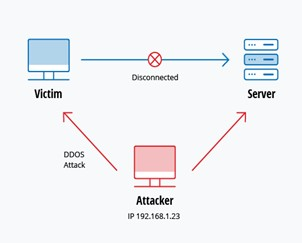 Disconnected
Victim
Server
DDOS
Attack
Attacker
IP 192.168.1.23